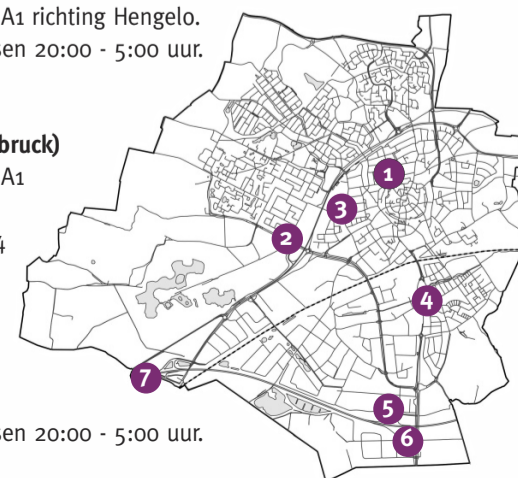 A1 richting Hengelo.
sen 20:00 - 5:00 uur.
bruck)
A1
4
sen 20:00 - 5:00 uur.
1
3
2
4
7
5
6